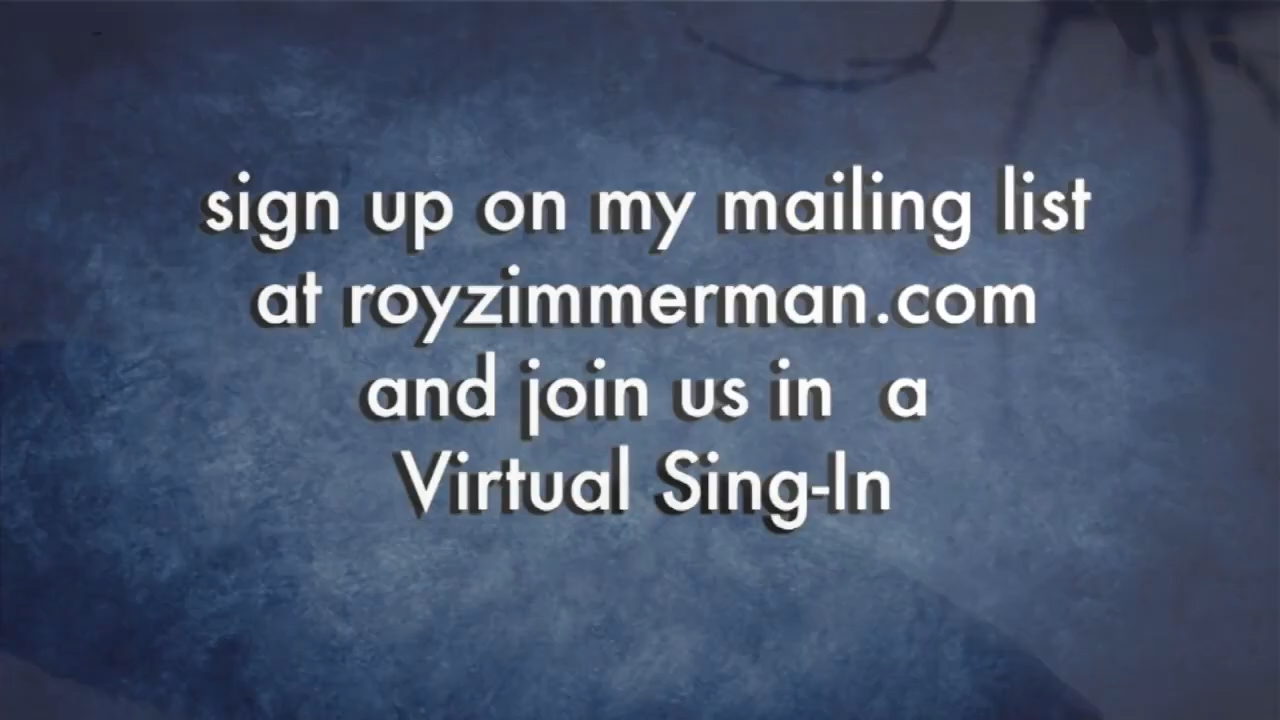 sign up on my mailing list
at royzimmerman.com
and join us in a
Virtual Sing-In